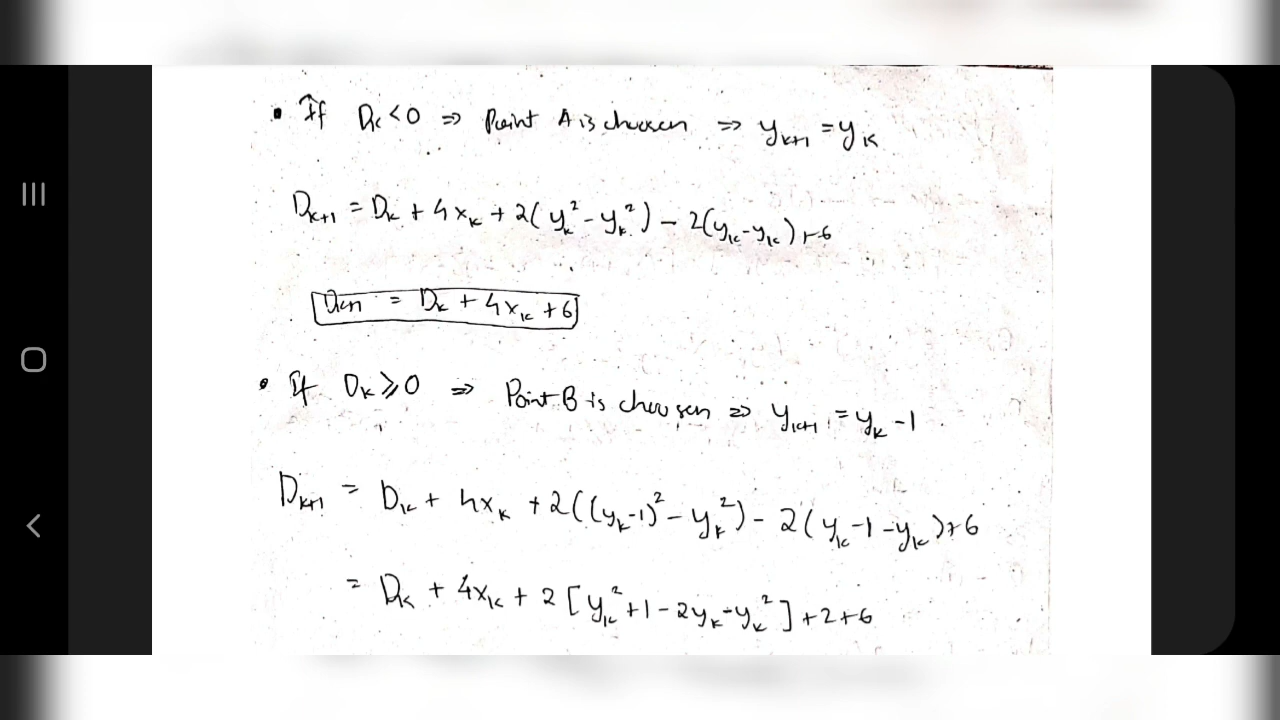 • If Dₖ < 0 ⇒ Point A is choosen ⇒ yₖ₊₁ = yₖ
Dₖ₊₁ = Dₖ + 4xₖ + 2(yₖ² - yₖ²) - 2(yₖ - yₖ) + 6
Dₖ₊₁ = Dₖ + 4xₖ + 6
• If Dₖ ⩾ 0 ⇒ Point B is choosen ⇒ yₖ₊₁ = yₖ - 1
Dₖ₊₁ = Dₖ + 4xₖ + 2((yₖ-1)² - yₖ²) - 2(yₖ - 1 - yₖ) + 6
= Dₖ + 4xₖ + 2[yₖ² + 1 - 2yₖ - yₖ²] + 2 + 6